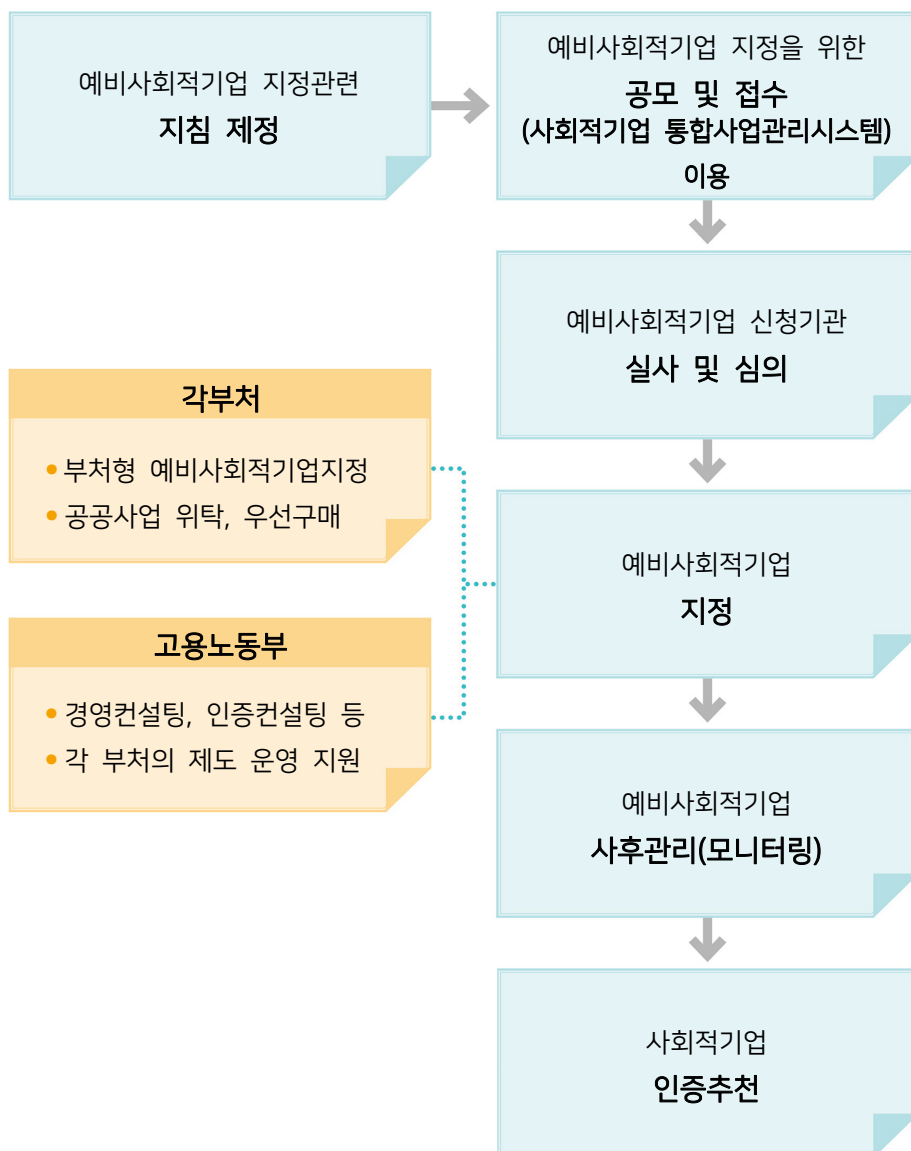 예비사회적기업 지정관련
지침 제정
예비사회적기업 지정을 위한
공모 및 접수
(사회적기업 통합사업관리시스템)
이용
예비사회적기업 신청기관
실사 및 심의
각부처
• 부처형 예비사회적기업지정
• 공공사업 위탁, 우선구매
예비사회적기업
지정
고용노동부
• 경영컨설팅, 인증컨설팅 등
• 각 부처의 제도 운영 지원
예비사회적기업
사후관리(모니터링)
사회적기업
인증추천